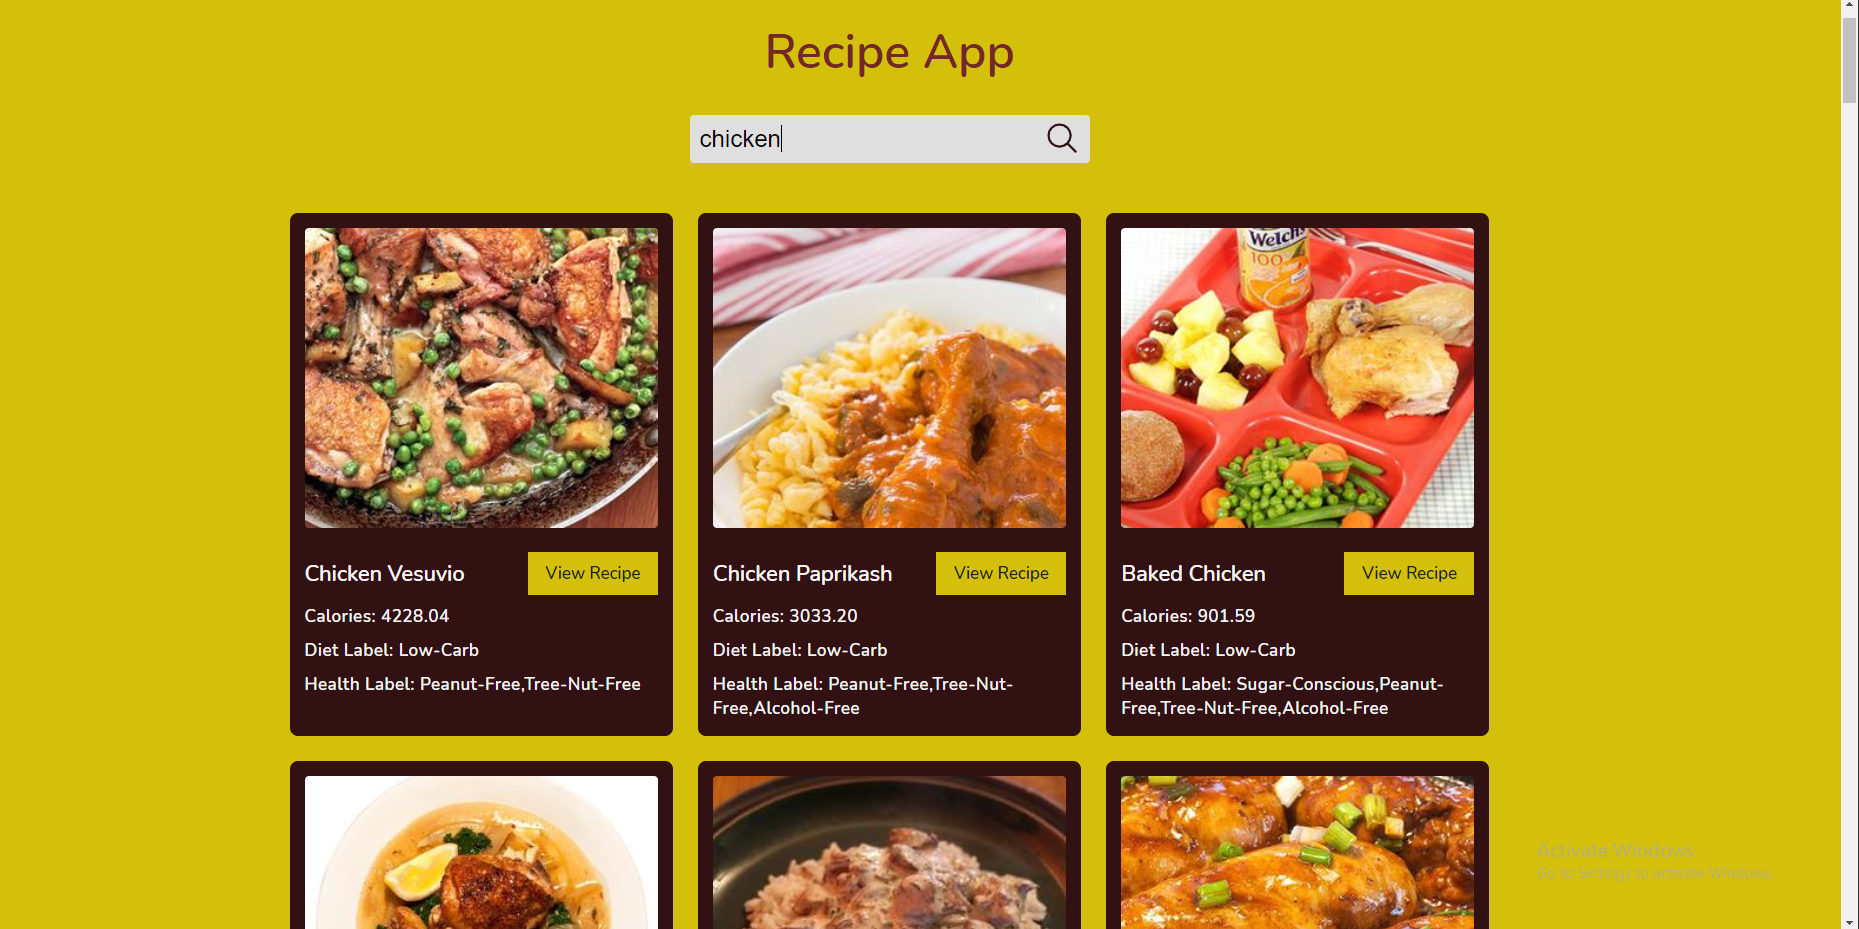 Recipe App
chicken
Welch's
100
Chicken Vesuvio
View Recipe
Calories: 4228.04
Diet Label: Low-Carb
Health Label: Peanut-Free,Tree-Nut-Free
Chicken Paprikash
View Recipe
Calories: 3033.20
Diet Label: Low-Carb
Health Label: Peanut-Free,Tree-Nut-
Free,Alcohol-Free
Baked Chicken
View Recipe
Calories: 901.59
Diet Label: Low-Carb
Health Label: Sugar-Conscious,Peanut-
Free,Tree-Nut-Free,Alcohol-Free
Activate Windows
Go to Settings to activate Windows.